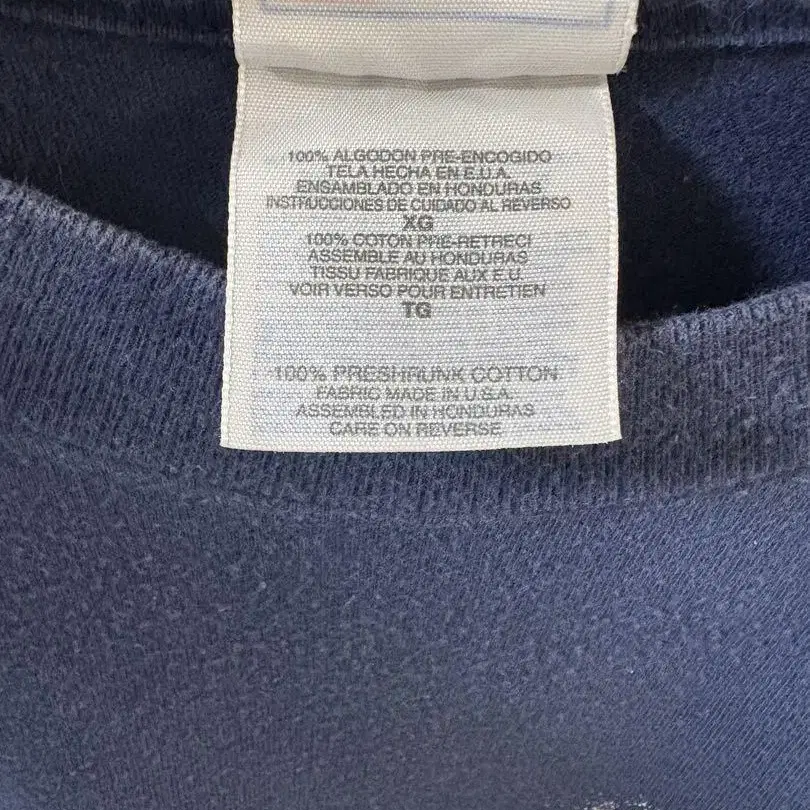 100% ALGODON PRE-ENCOGIDO
TELA HECHA EN E.U.A.
ENSAMBLADO EN HONDURAS
INSTRUCCIONES DE CUIDADO AL REVERSO
XG
100% COTON PRE-RETRECI
ASSEMBLE AU HONDURAS
TISSU FABRIQUE AUX E.U.
VOIR VERSO POUR ENTRETIEN
TG
100% PRESHRUNK COTTON
FABRIC MADE IN U.S.A.
ASSEMBLED IN HONDURAS
CARE ON REVERSE